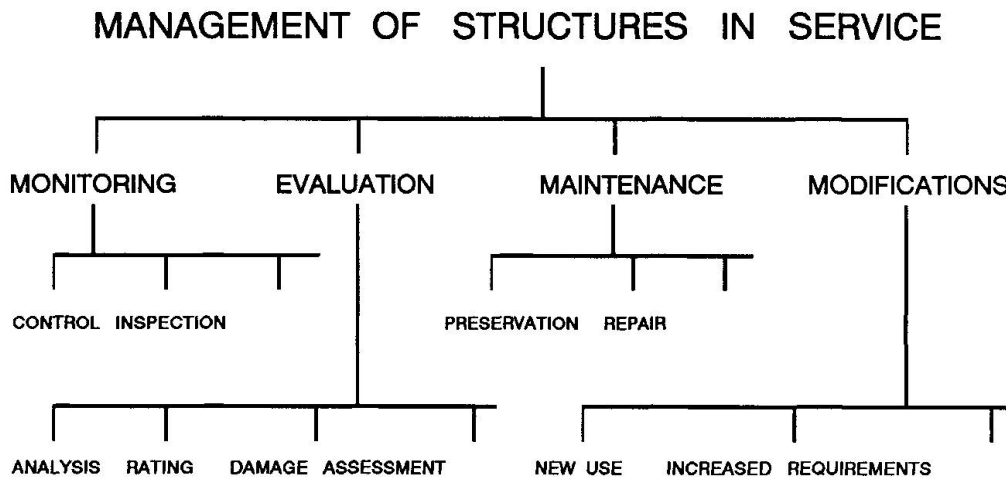 MANAGEMENT OF STRUCTURES IN SERVICE
MONITORING EVALUATION MAINTENANCE MODIFICATIONS
CONTROL INSPECTION PRESERVATION REPAIR
ANALYSIS RATING DAMAGE ASSESSMENT NEW USE INCREASED REQUIREMENTS